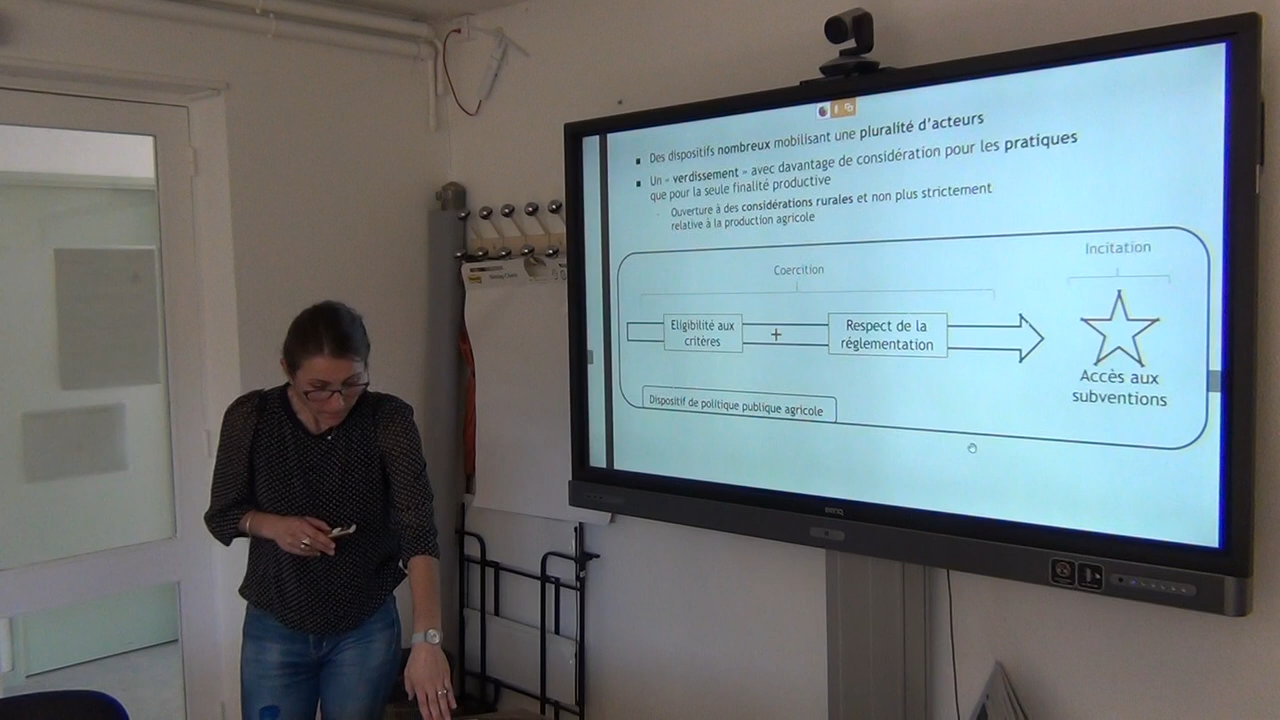 Des dispositifs nombreux mobilisant une pluralité d'acteurs
Un « verdissement » avec davantage de considération pour les pratiques
que pour la seule finalité productive
Ouverture à des considérations rurales et non plus strictement
relative à la production agricole
Incitation
Coercition
Eligibilité aux
critères
+
Respect de la
réglementation
Accès aux
subventions
Dispositif de politique publique agricole
BenQ